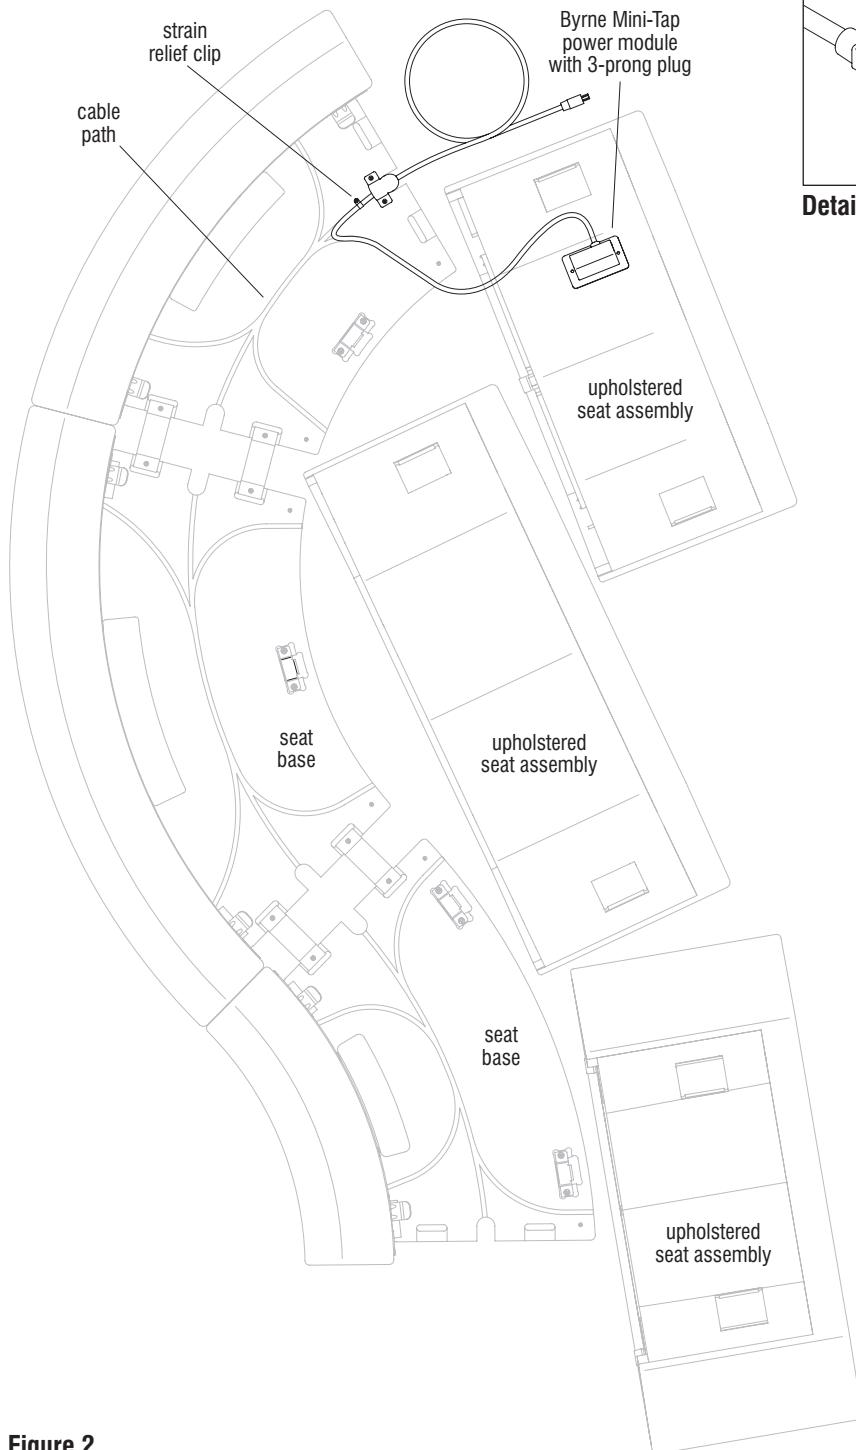 strain
relief clip
Byrne Mini-Tap
power module
with 3-prong plug
cable
path
upholstered
seat assembly
seat
base
upholstered
seat assembly
seat
base
upholstered
seat assembly
Figure 2